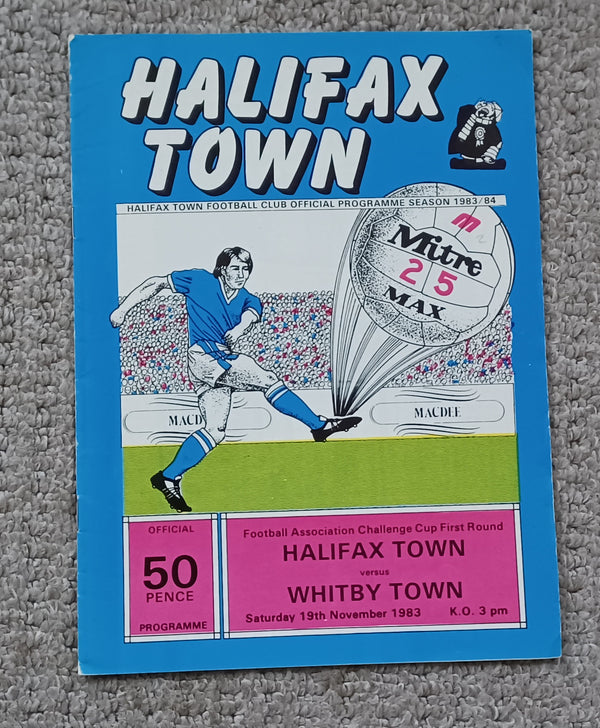 HALIFAX
TOWN
HALIFAX TOWN FOOTBALL CLUB OFFICIAL PROGRAMME SEASON 1983/84
m
2
Mitre
25
MAX
MACD
MACDEE
OFFICIAL
50
PENCE
PROGRAMME
Football Association Challenge Cup First Round
HALIFAX TOWN
versus
WHITBY TOWN
Saturday 19th November 1983 K.O. 3 pm